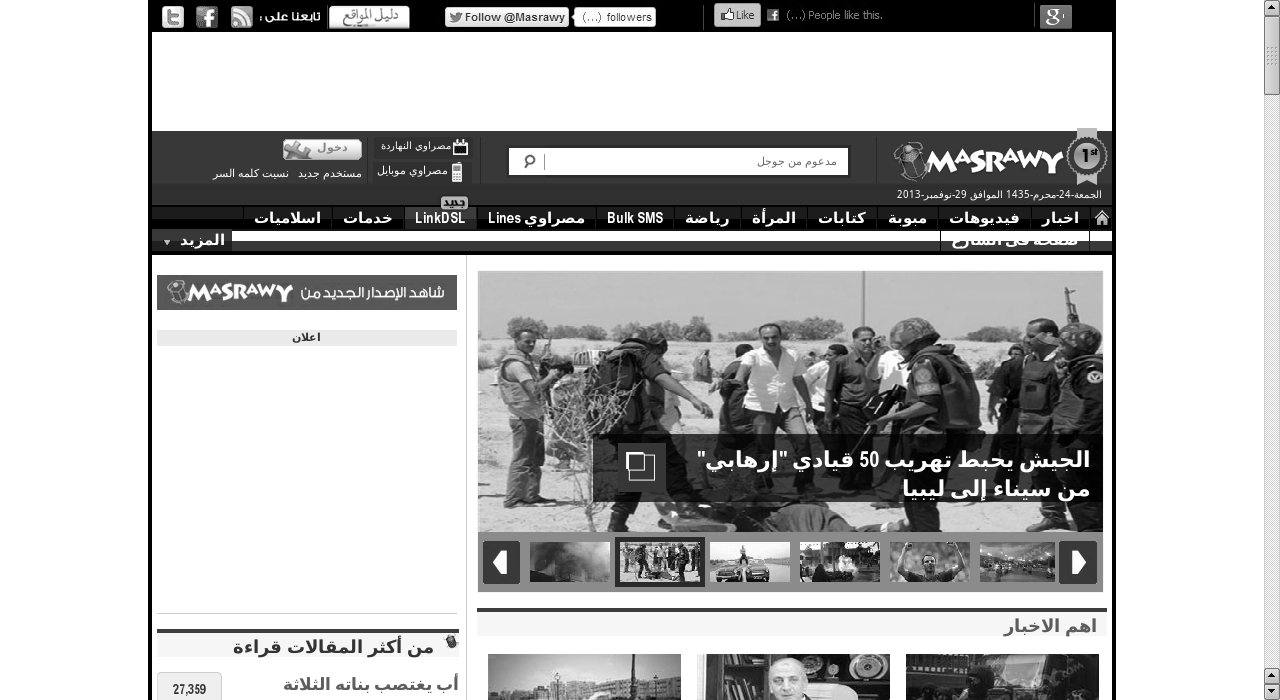 تابعنا على :
دليل المواقع
Follow @Masrawy
(...) followers
Like
(...) People like this.
g+
MASRAWY
1st
مدعوم من جوجل
مصراوي النهاردة
مصراوي موبايل
دخول
مستخدم جديد
نسيت كلمه السر
الجمعة-24-محرم-1435 الموافق 29-نوفمبر-2013
جديد
اخبار
فيديوهات
مبوبة
كتابات
المرأة
رياضة
Bulk SMS
مصراوي Lines
LinkDSL
خدمات
اسلاميات
صفحة فى الشارع
المزيد
شاهد الإصدار الجديد من MASRAWY
اعلان
الجيش يحبط تهريب 50 قيادي "إرهابي"
من سيناء إلى ليبيا
اهم الاخبار
من أكثر المقالات قراءة
أب يغتصب بناته الثلاثة
27,359